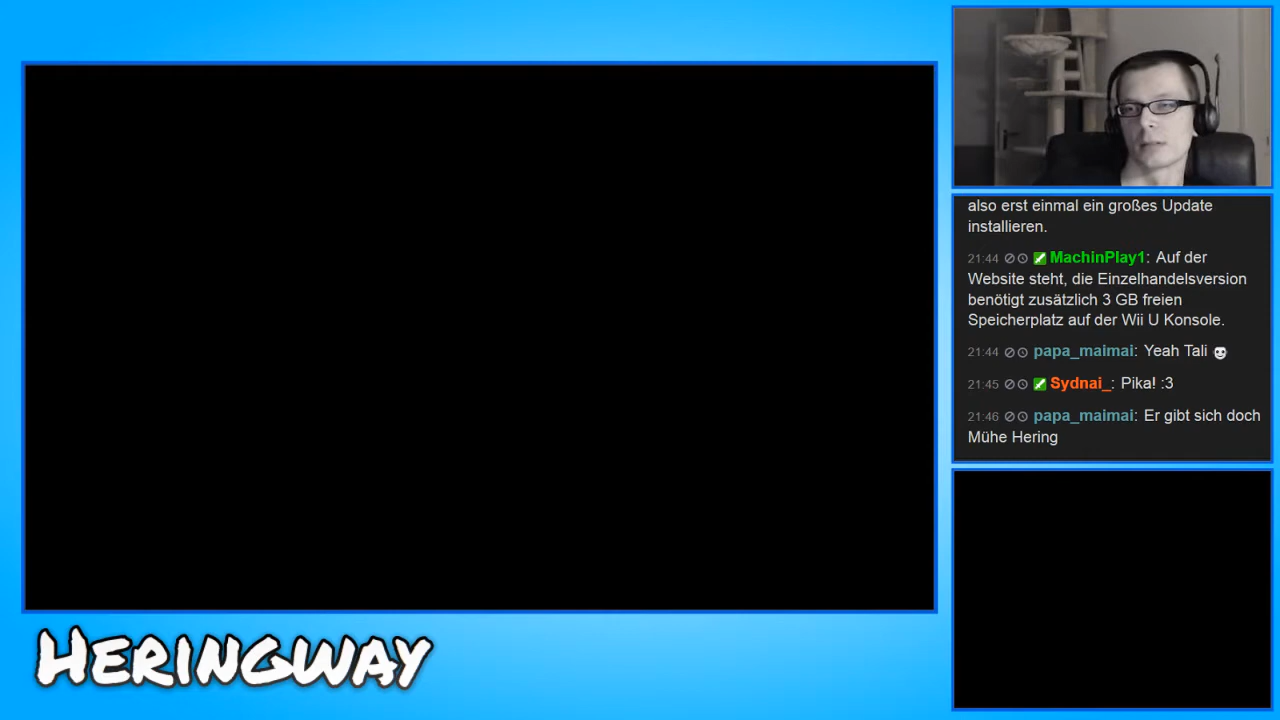 also erst einmal ein großes Update
installieren.
21:44 MachinPlay1: Auf der
Website steht, die Einzelhandelsversion
benötigt zusätzlich 3 GB freien
Speicherplatz auf der Wii U Konsole.
21:44 papa_maimai: Yeah Tali
21:45 Sydnai_: Pika! :3
21:46 papa_maimai: Er gibt sich doch
Mühe Hering
HERINGWAY